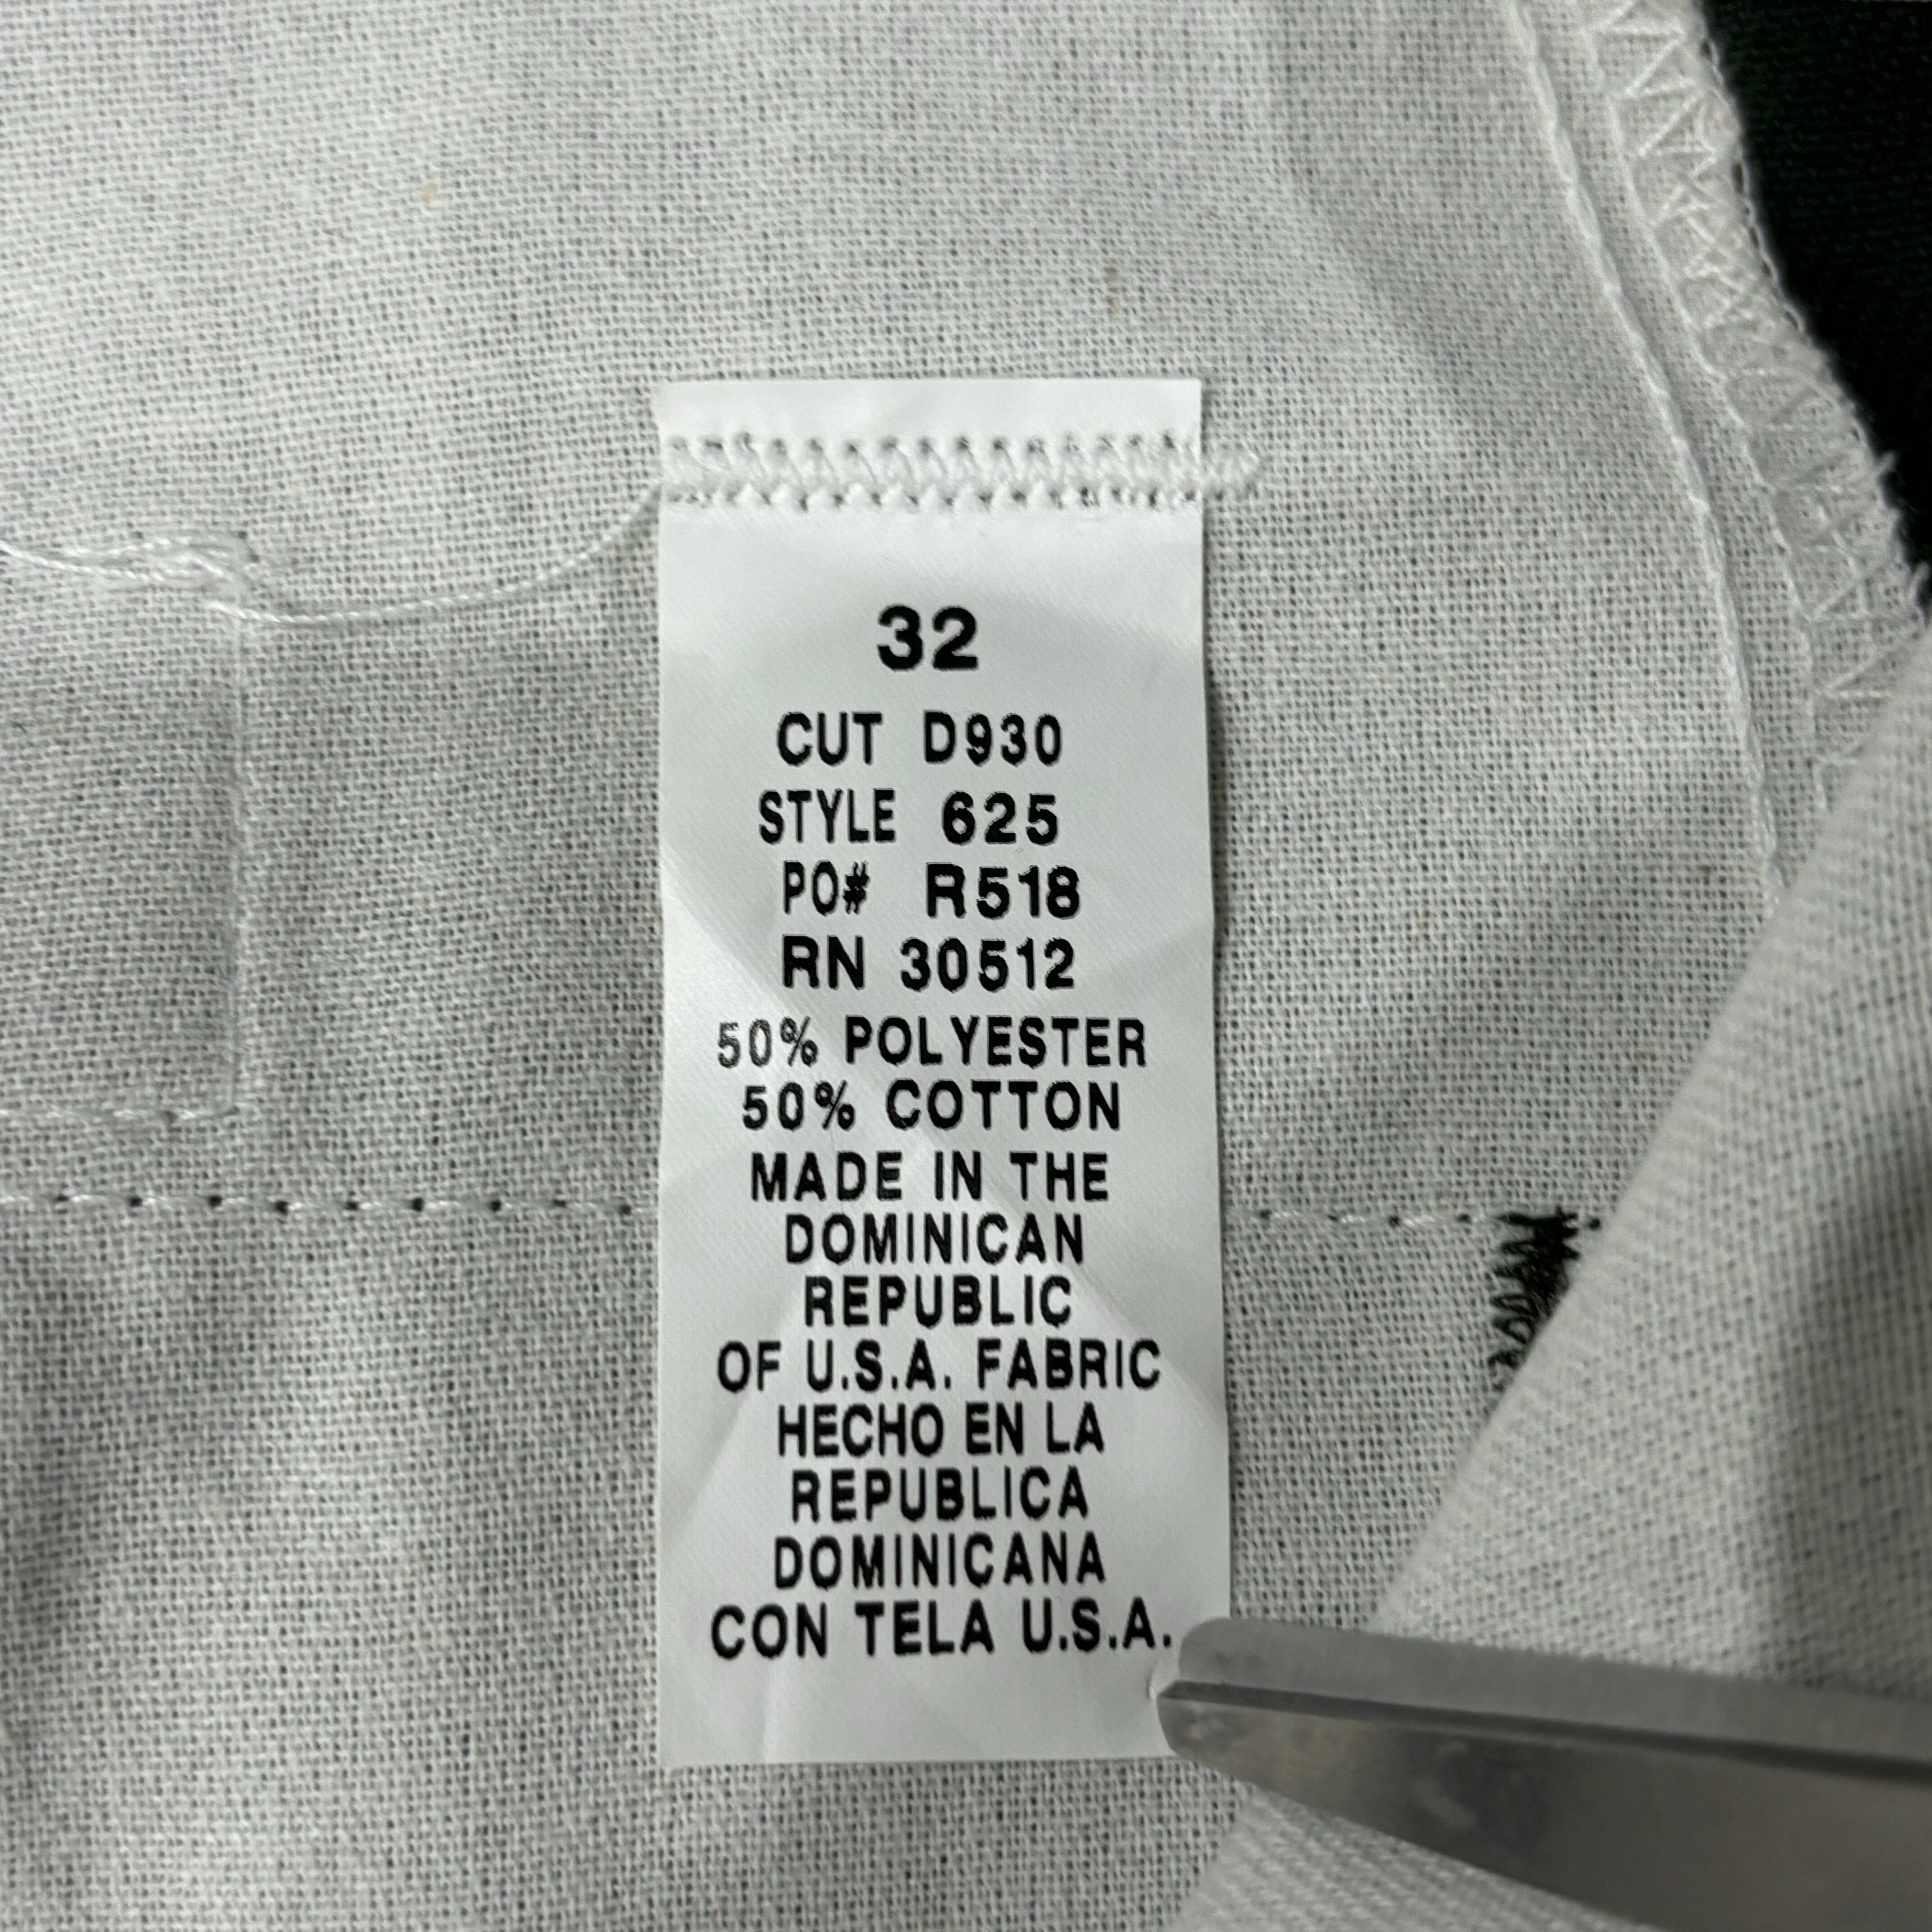 32
CUT D930
STYLE 625
PO# R518
RN 30512
50% POLYESTER
50% COTTON
MADE IN THE
DOMINICAN
REPUBLIC
OF U.S.A. FABRIC
HECHO EN LA
REPUBLICA
DOMINICANA
CON TELA U.S.A.